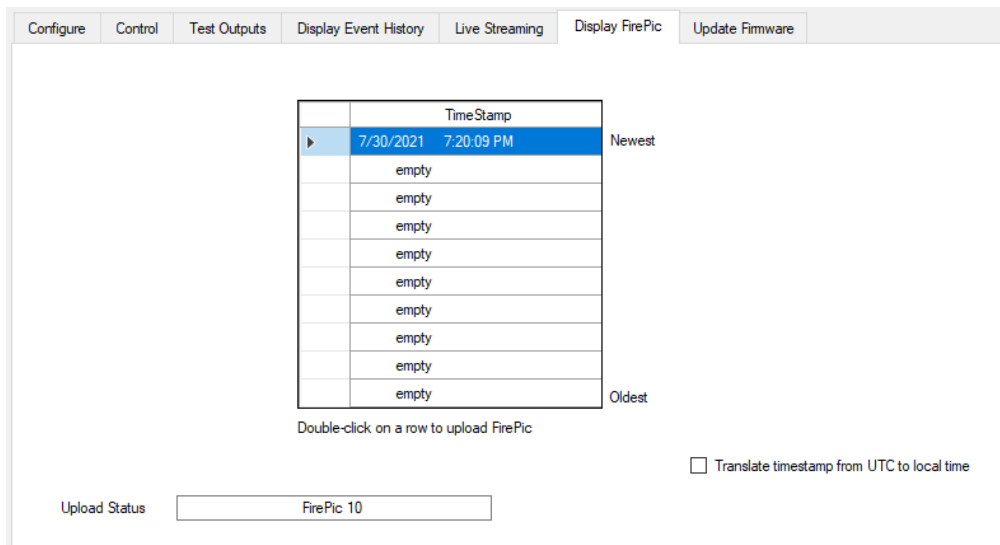 Configure Control Test Outputs Display Event History Live Streaming Display FirePic Update Firmware
TimeStamp
7/30/2021 7:20:09 PM Newest
empty
empty
empty
empty
empty
empty
empty
empty
empty Oldest
Double-click on a row to upload FirePic
Translate timestamp from UTC to local time
Upload Status FirePic 10